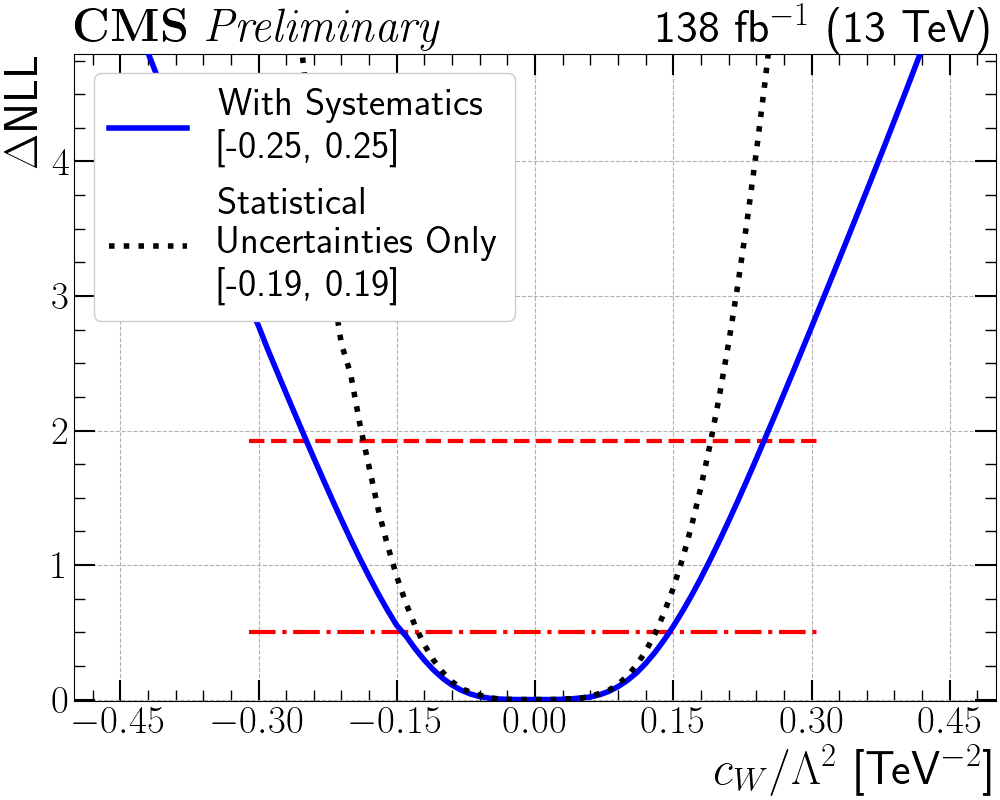 CMS Preliminary 138 fb⁻¹ (13 TeV)
ΔNLL
With Systematics
[-0.25, 0.25]
Statistical
Uncertainties Only
[-0.19, 0.19]
4
3
2
1
0
−0.45 −0.30 −0.15 0.00 0.15 0.30 0.45
c_W/Λ² [TeV⁻²]